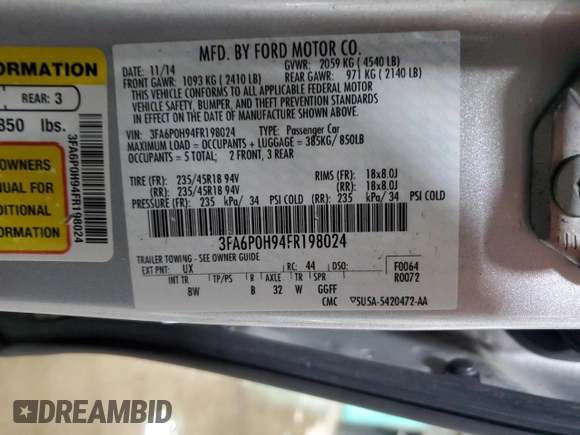 FORMATION
REAR: 3
850 lbs.
OWNERS
NUAL FOR
DITIONAL
ORMATION
3FA6P0H94FR198024
MFD. BY FORD MOTOR CO.
DATE: 11/14 GVWR: 2059 KG ( 4540 LB)
FRONT GAWR: 1093 KG ( 2410 LB) REAR GAWR: 971 KG ( 2140 LB)
THIS VEHICLE CONFORMS TO ALL APPLICABLE FEDERAL MOTOR
VEHICLE SAFETY, BUMPER, AND THEFT PREVENTION STANDARDS
IN EFFECT ON THE DATE OF MANUFACTURE SHOWN ABOVE.
VIN: 3FA6P0H94FR198024 TYPE: Passenger Car
MAXIMUM LOAD = OCCUPANTS + LUGGAGE = 385KG/ 850LB
OCCUPANTS = 5 TOTAL; 2 FRONT, 3 REAR
TIRE (FR): 235/45R18 94V RIMS (FR): 18x8.0J
(RR): 235/45R18 94V (RR): 18x8.0J
PRESSURE (FR): 235 kPa/ 34 PSI COLD (RR): 235 kPa/ 34 PSI COLD
3FA6P0H94FR198024
TRAILER TOWING - SEE OWNER GUIDE
EXT PNT: UX RC: 44 DSO: F0064
INT TR TP/PS R AXLE TR SPR R0072
BW B 32 W GGFF
CMC 5U5A-5420472-AA
DREAMBID